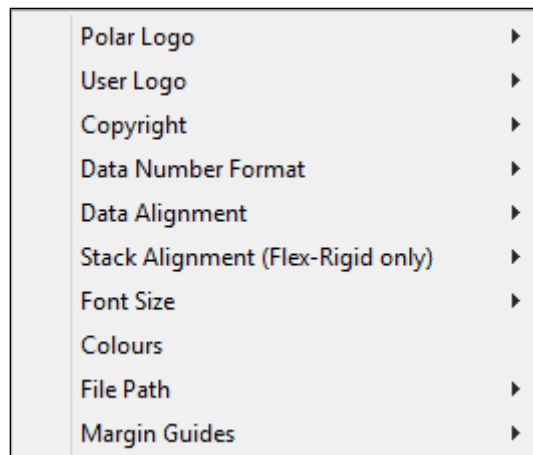 Polar Logo
User Logo
Copyright
Data Number Format
Data Alignment
Stack Alignment (Flex-Rigid only)
Font Size
Colours
File Path
Margin Guides